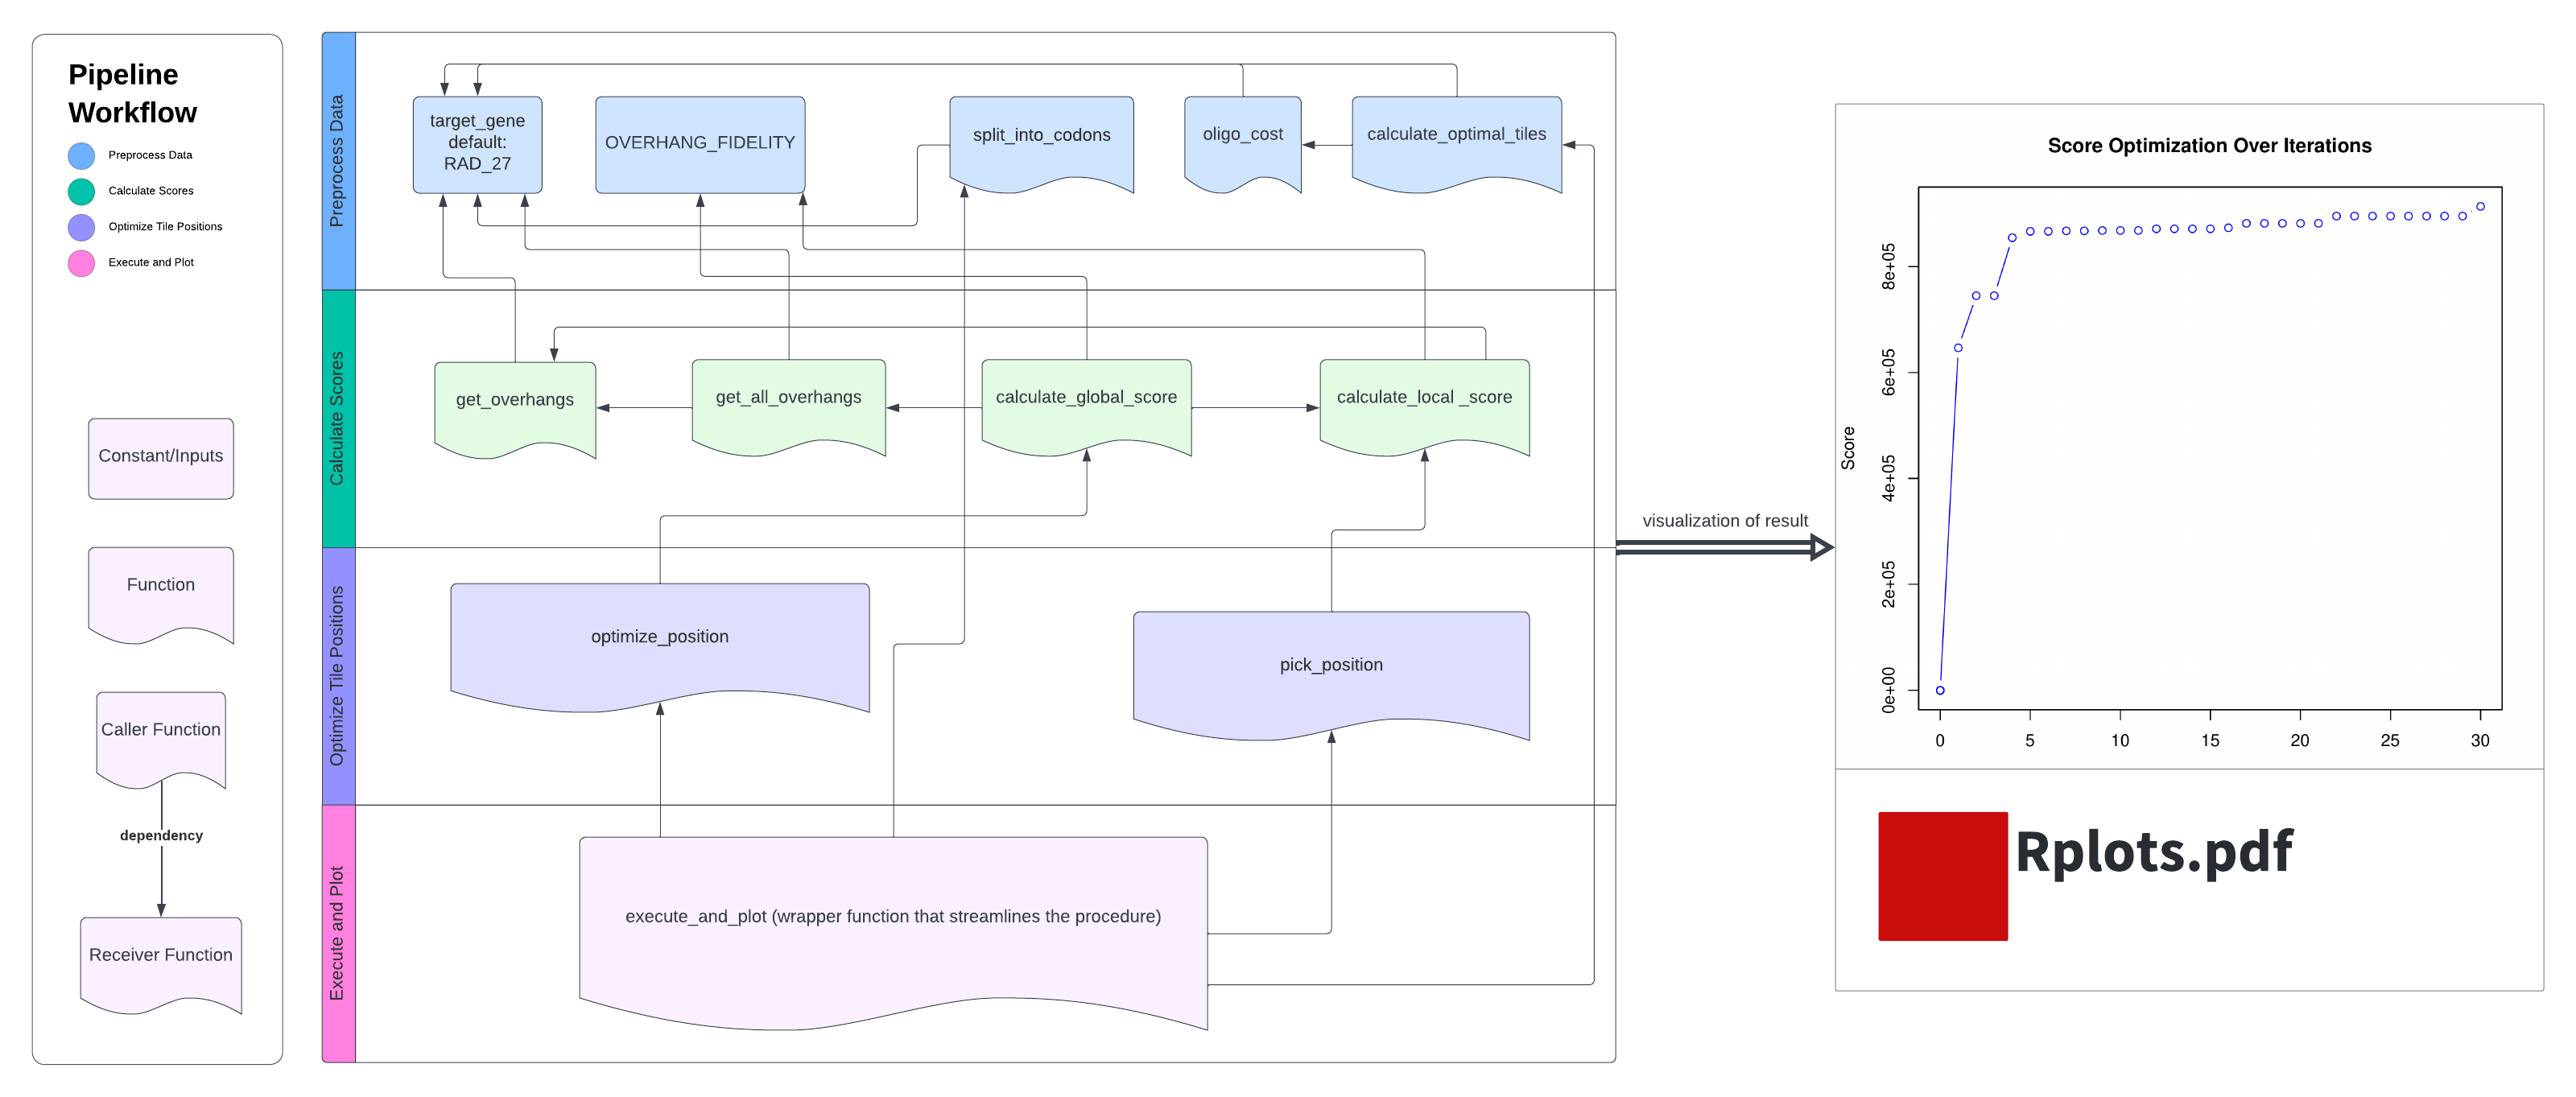 Pipeline
Workflow
Preprocess Data
Calculate Scores
Optimize Tile Positions
Execute and Plot
Constant/Inputs
Function
Caller Function
dependency
Receiver Function
Preprocess Data
target_gene
default:
RAD_27
OVERHANG_FIDELITY
split_into_codons
oligo_cost
calculate_optimal_tiles
Calculate Scores
get_overhangs
get_all_overhangs
calculate_global_score
calculate_local _score
Optimize Tile Positions
optimize_position
pick_position
Execute and Plot
execute_and_plot (wrapper function that streamlines the procedure)
visualization of result
Score Optimization Over Iterations
Score
8e+05
6e+05
4e+05
2e+05
0e+00
0 5 10 15 20 25 30
Rplots.pdf